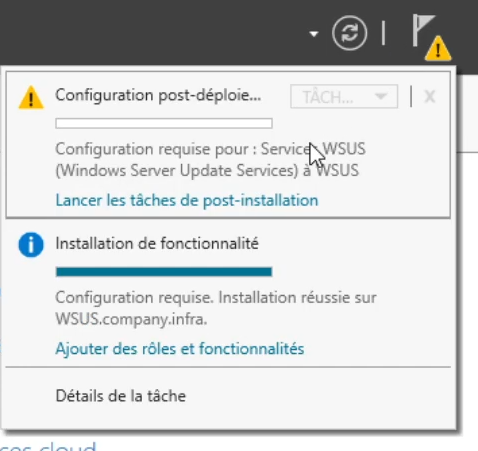 Configuration post-déploie...
TÂCH...
X
Configuration requise pour : Services WSUS
(Windows Server Update Services) à WSUS
Lancer les tâches de post-installation
Installation de fonctionnalité
Configuration requise. Installation réussie sur
WSUS.company.infra.
Ajouter des rôles et fonctionnalités
Détails de la tâche
ces cloud